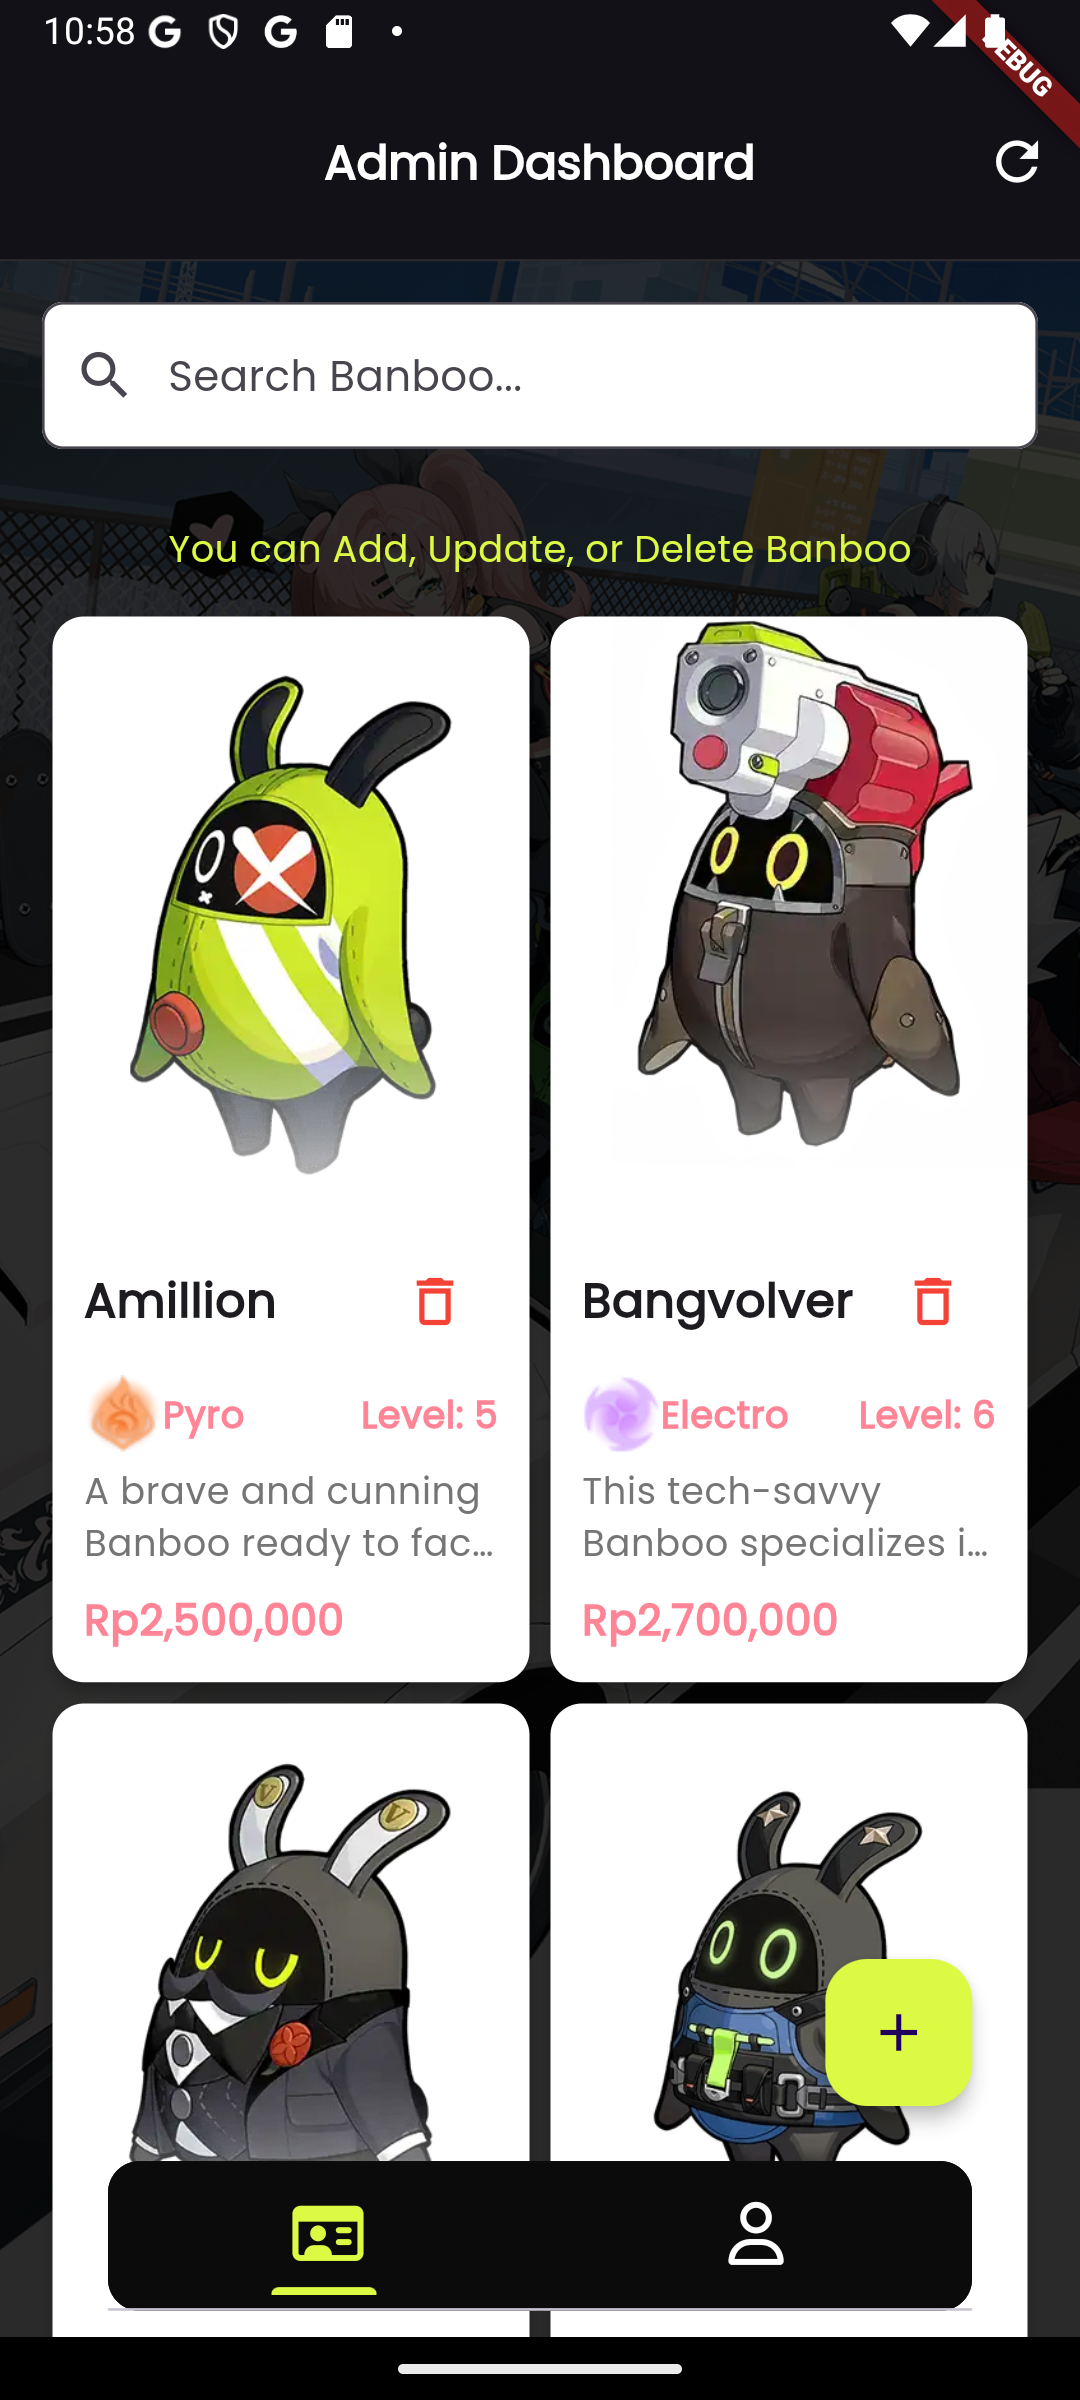 10:58
DEBUG
Admin Dashboard
Search Banboo...
You can Add, Update, or Delete Banboo
Amillion
Pyro Level: 5
A brave and cunning
Banboo ready to fac...
Rp2,500,000
Bangvolver
Electro Level: 6
This tech-savvy
Banboo specializes i...
Rp2,700,000